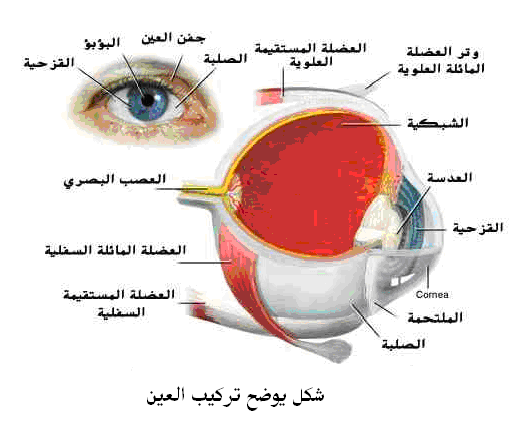 جفن العين
البؤبؤ
القزحية
الصلبة
العضلة المستقيمة
العلوية
وتر العضلة
المائلة العلوية
الشبكية
العدسة
القزحية
Cornea
الملتحمة
الصلبة
العصب البصري
العضلة المائلة السفلية
العضلة المستقيمة
السفلية
شكل يوضح تركيب العين